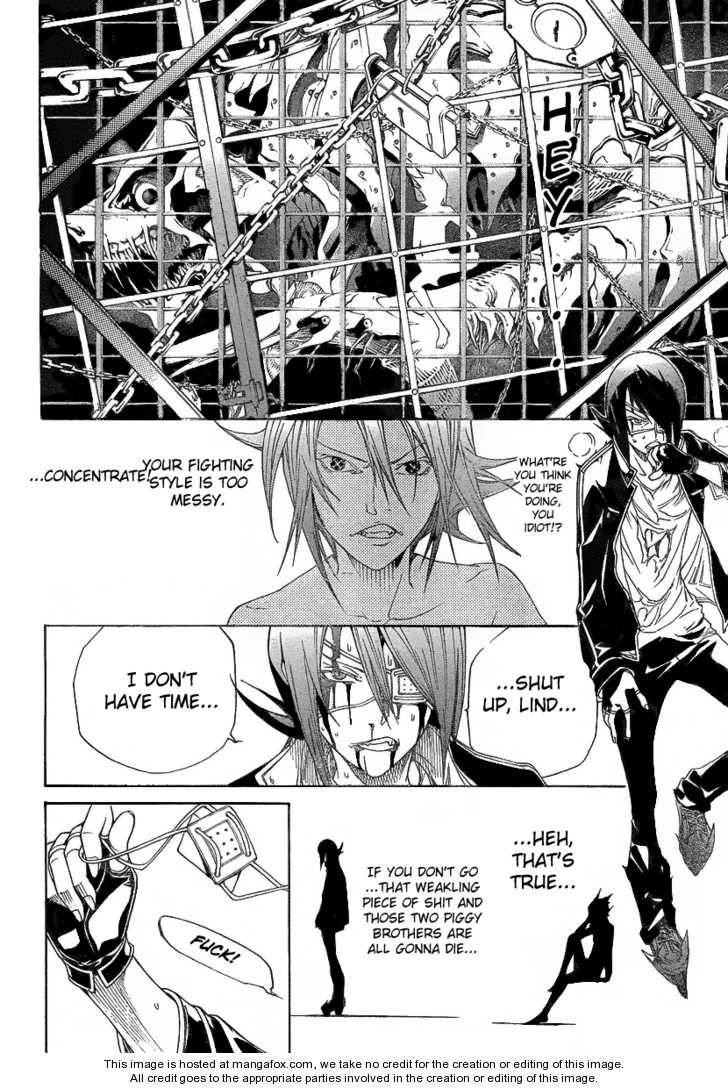 HEY...
WHAT'RE
YOU THINK
YOU'RE
DOING,
YOU
IDIOT!?
YOUR FIGHTING
STYLE IS TOO
MESSY.
...CONCENTRATE.
...SHUT
UP, LIND...
I DON'T
HAVE TIME...
...HEH,
THAT'S
TRUE...
IF YOU DON'T GO
...THAT WEAKLING
PIECE OF SHIT AND
THOSE TWO PIGGY
BROTHERS ARE
ALL GONNA DIE...
FUCK!
This image is hosted at mangafox.com, we take no credit for the creation or editing of this image.
All credit goes to the appropriate parties involved in the creation or editing of this image.